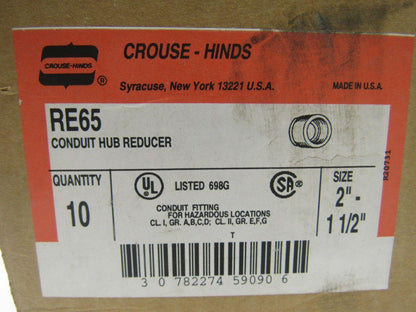 CROUSE-HINDS
®
CROUSE - HINDS
Syracuse, New York 13221 U.S.A.
MADE IN U.S.A.
RE65
CONDUIT HUB REDUCER
R20731
QUANTITY
10
UL
LISTED 698G
SA
®
SIZE
2" -
1 1/2"
CONDUIT FITTING
FOR HAZARDOUS LOCATIONS
CL. I, GR. A,B,C,D; CL. II, GR. E,F,G
T
3 0 782274 59090 6